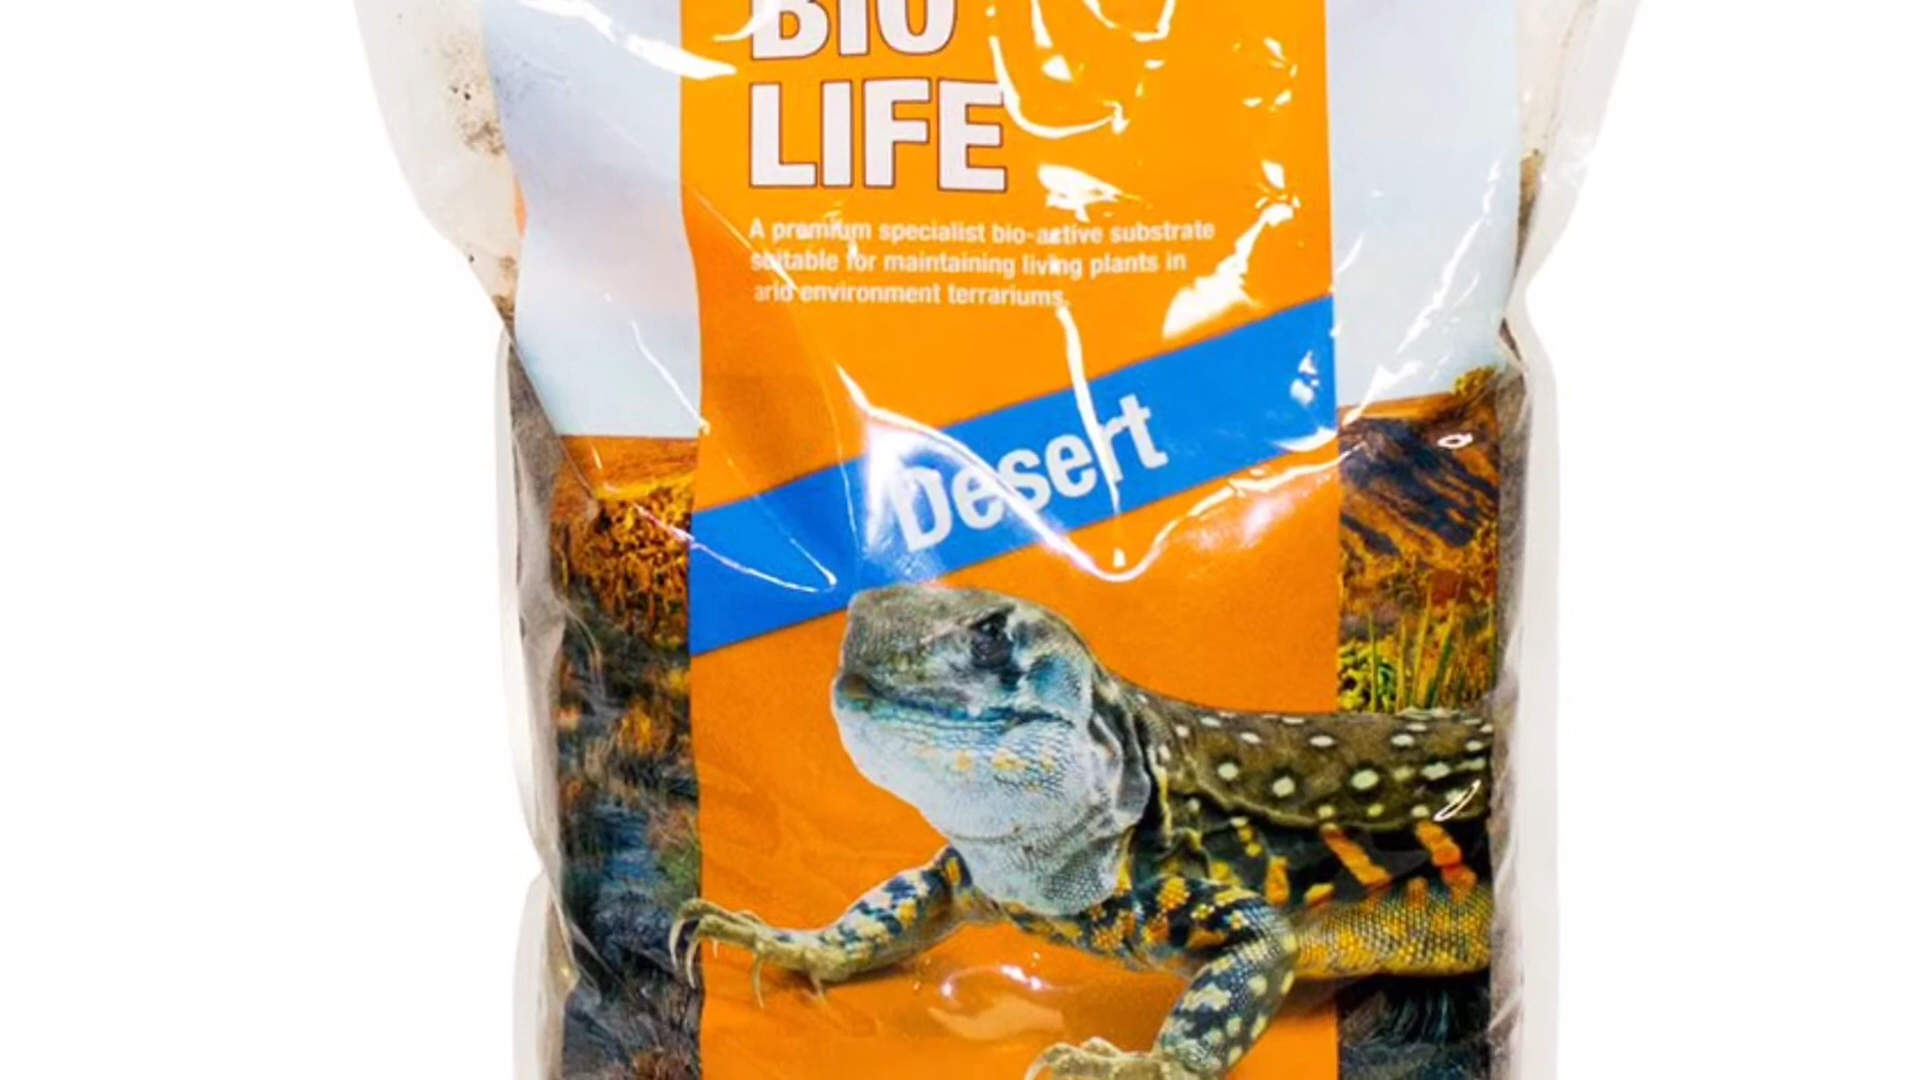 BIO
LIFE
A premium specialist bio-active substrate
suitable for maintaining living plants in
arid environment terrariums.
Desert